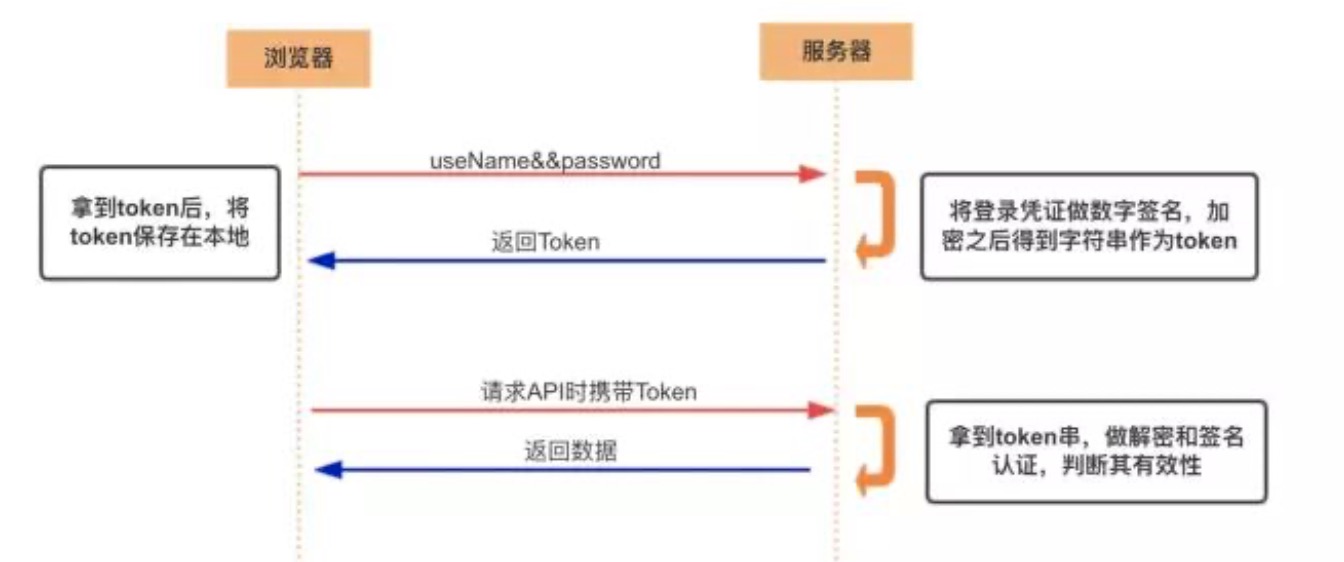 浏览器
服务器
useName&&password
拿到token后，将
token保存在本地
将登录凭证做数字签名，加
密之后得到字符串作为token
返回Token
请求API时携带Token
拿到token串，做解密和签名
认证，判断其有效性
返回数据